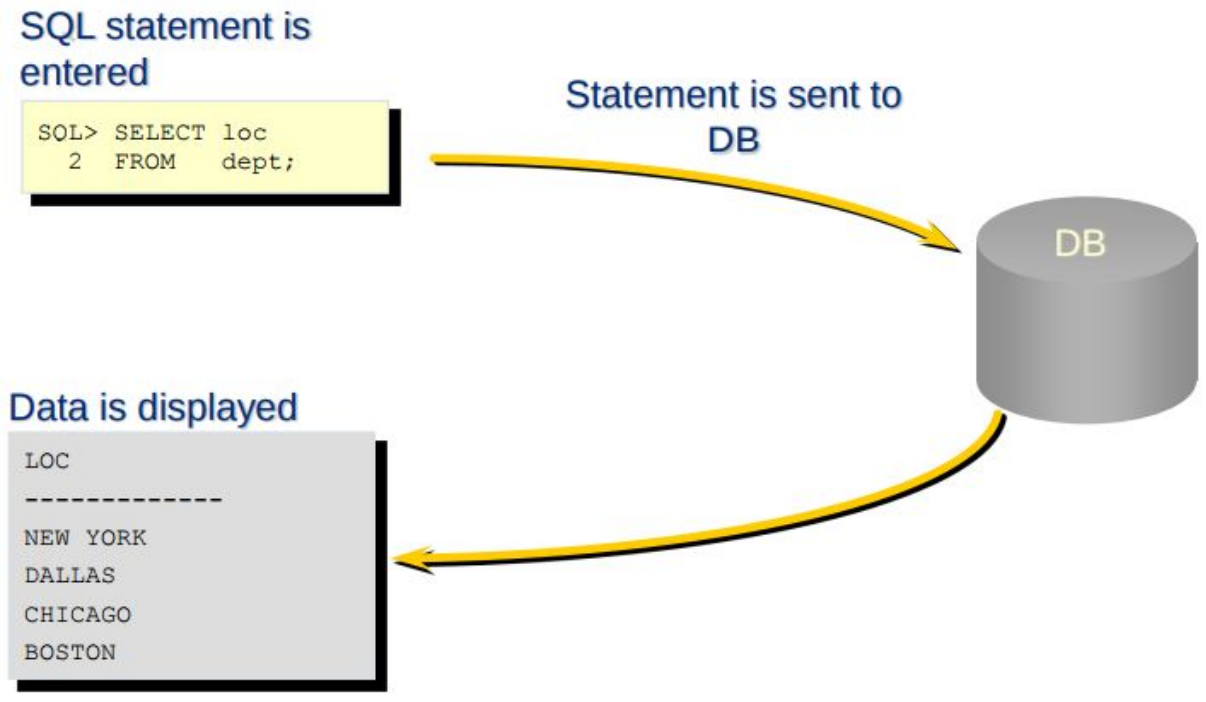 SQL statement is
entered
SQL> SELECT loc
2 FROM dept;
Statement is sent to
DB
DB
Data is displayed
LOC
-------------
NEW YORK
DALLAS
CHICAGO
BOSTON